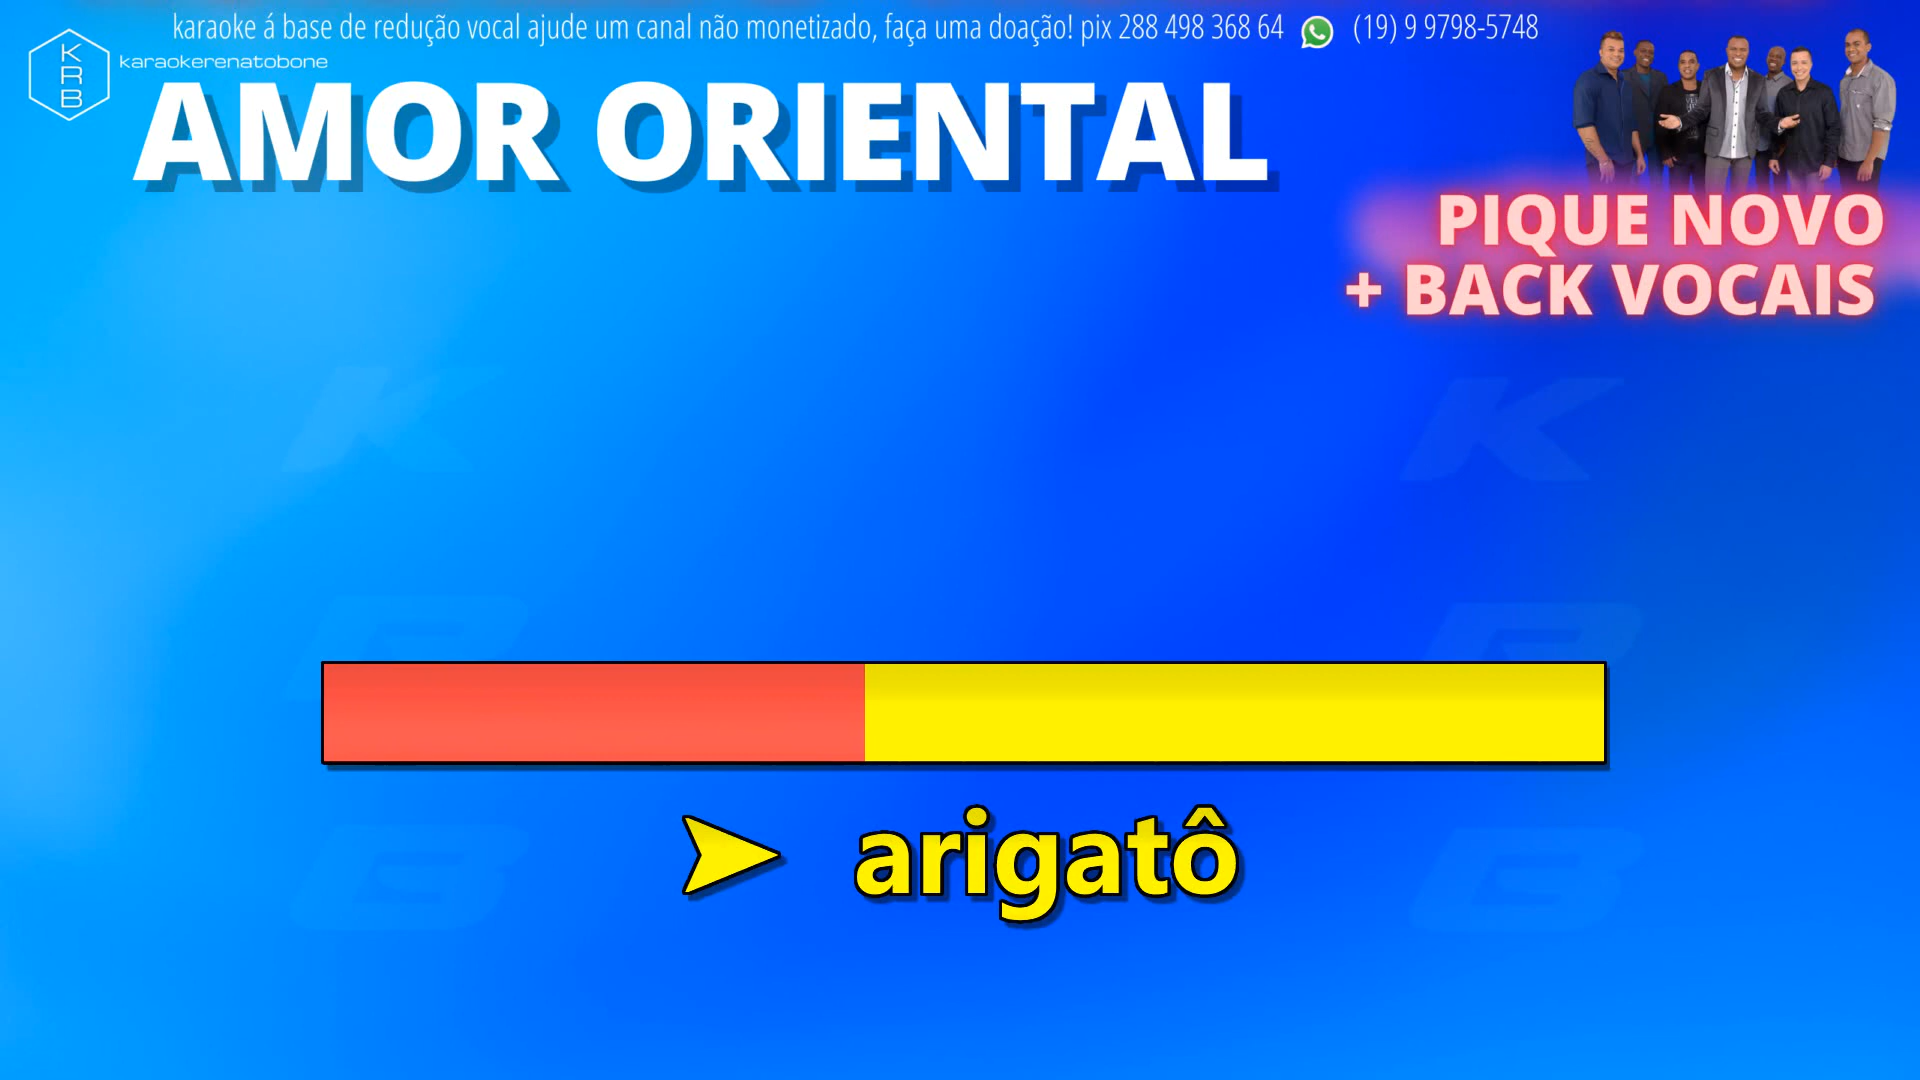 karaoke á base de redução vocal ajude um canal não monetizado, faça uma doação! pix 288 498 368 64 (19) 9 9798-5748
KRB
karaokerenatobone
AMOR ORIENTAL
PIQUE NOVO
+ BACK VOCAIS
K
K
R
R
B
B
arigatô